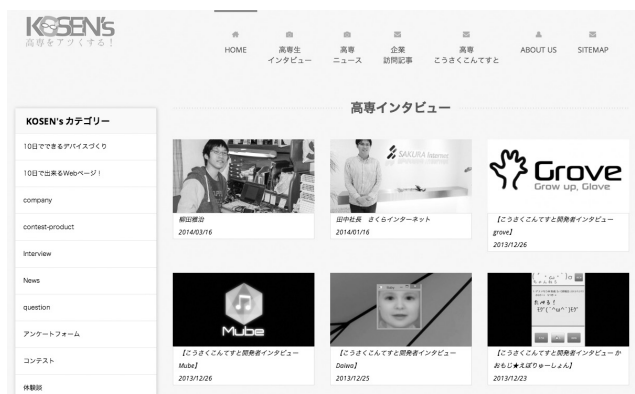 KOSEN's
高専をアツくする!
HOME
高専生
インタビュー
高専
ニュース
企業
訪問記事
高専
こうさくこんてすと
ABOUT US
SITEMAP
高専インタビュー
KOSEN's カテゴリー
10日でできるデバイスづくり
10日で出来るWebページ!
company
contest-product
Interview
News
question
アンケートフォーム
コンテスト
体験談
2014/03/16
SAKURA Internet
田中社長 さくらインターネット
2014/01/16
Grove
Grow up, Glove
【こうさくこんてすと開発者インタビュー
grove】
2013/12/26
Mube
【こうさくこんてすと開発者インタビュー
Mube】
2013/12/26
【こうさくこんてすと開発者インタビュー
Daiwa】
2013/12/25
【こうさくこんてすと開発者インタビュー か
おもじ★えぼりゅーしょん】
2013/12/23